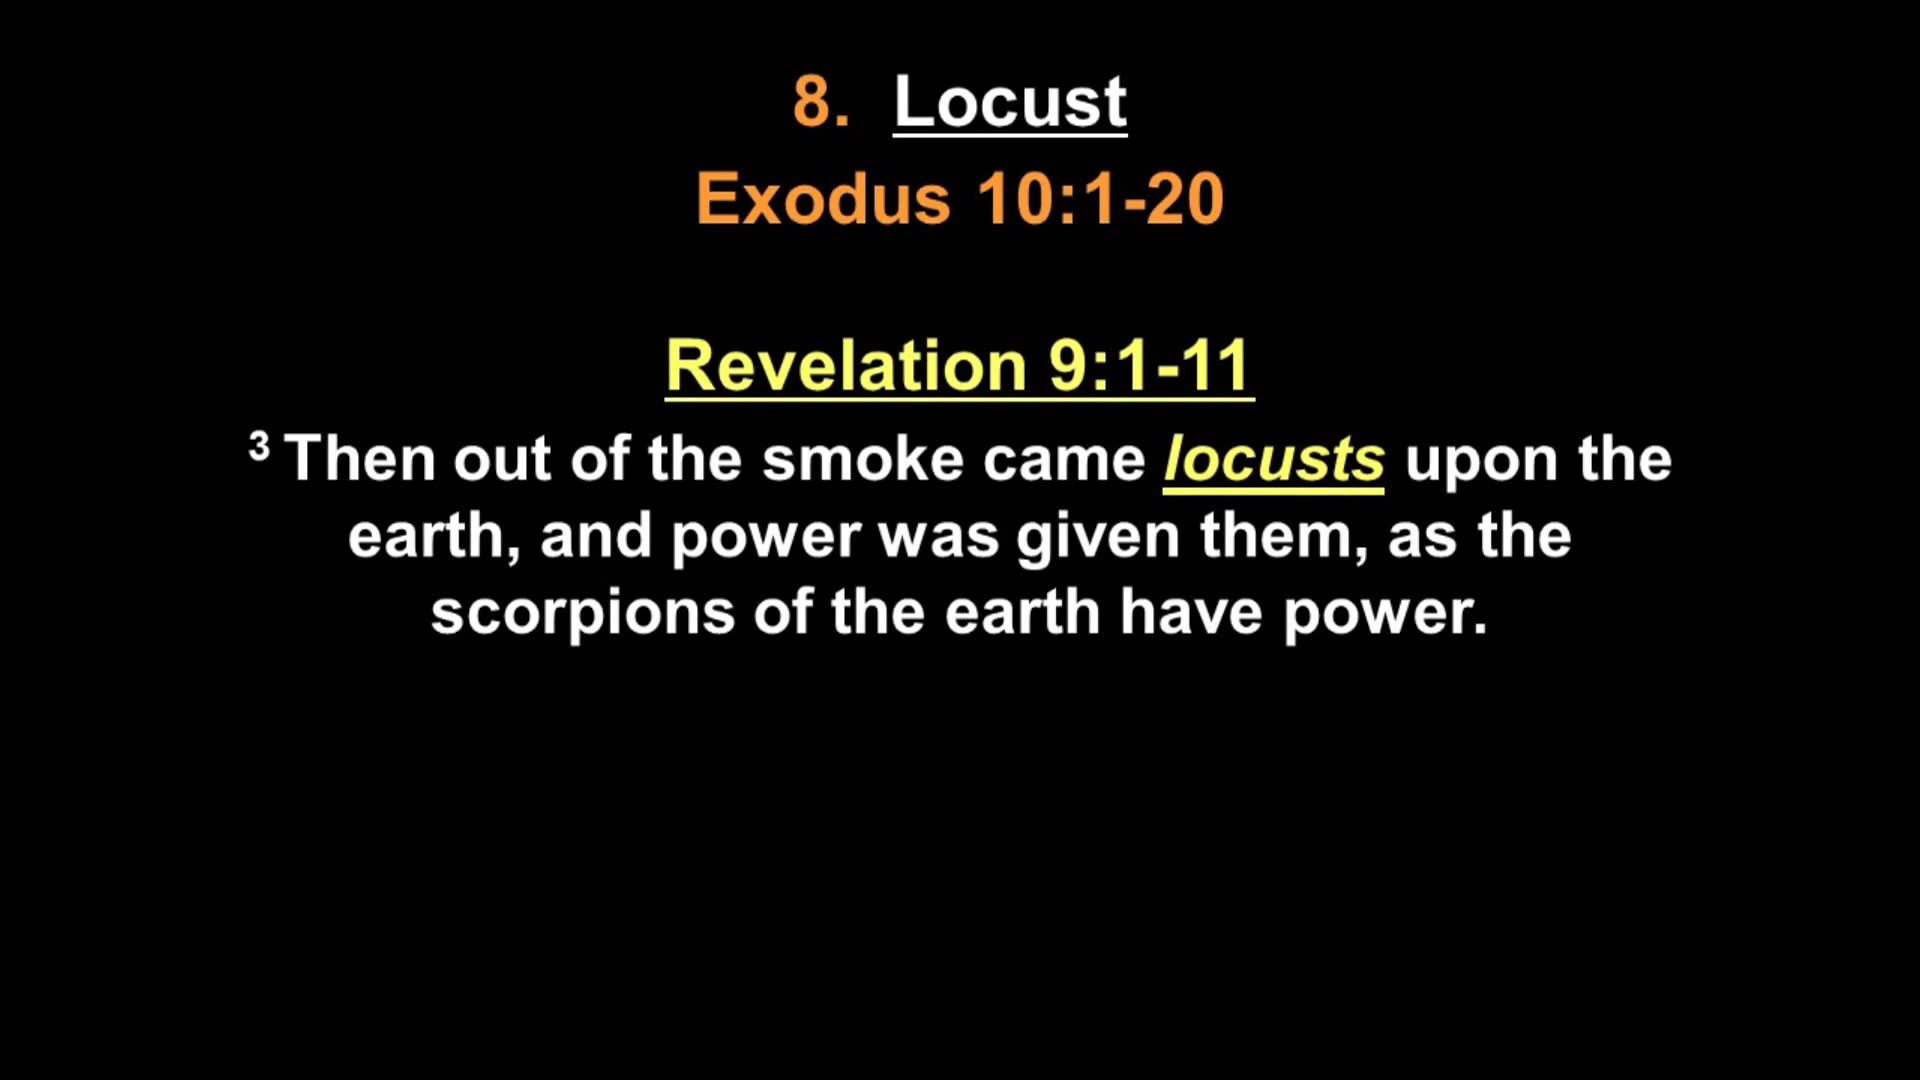 8. Locust
Exodus 10:1-20
Revelation 9:1-11
3 Then out of the smoke came locusts upon the
earth, and power was given them, as the
scorpions of the earth have power.